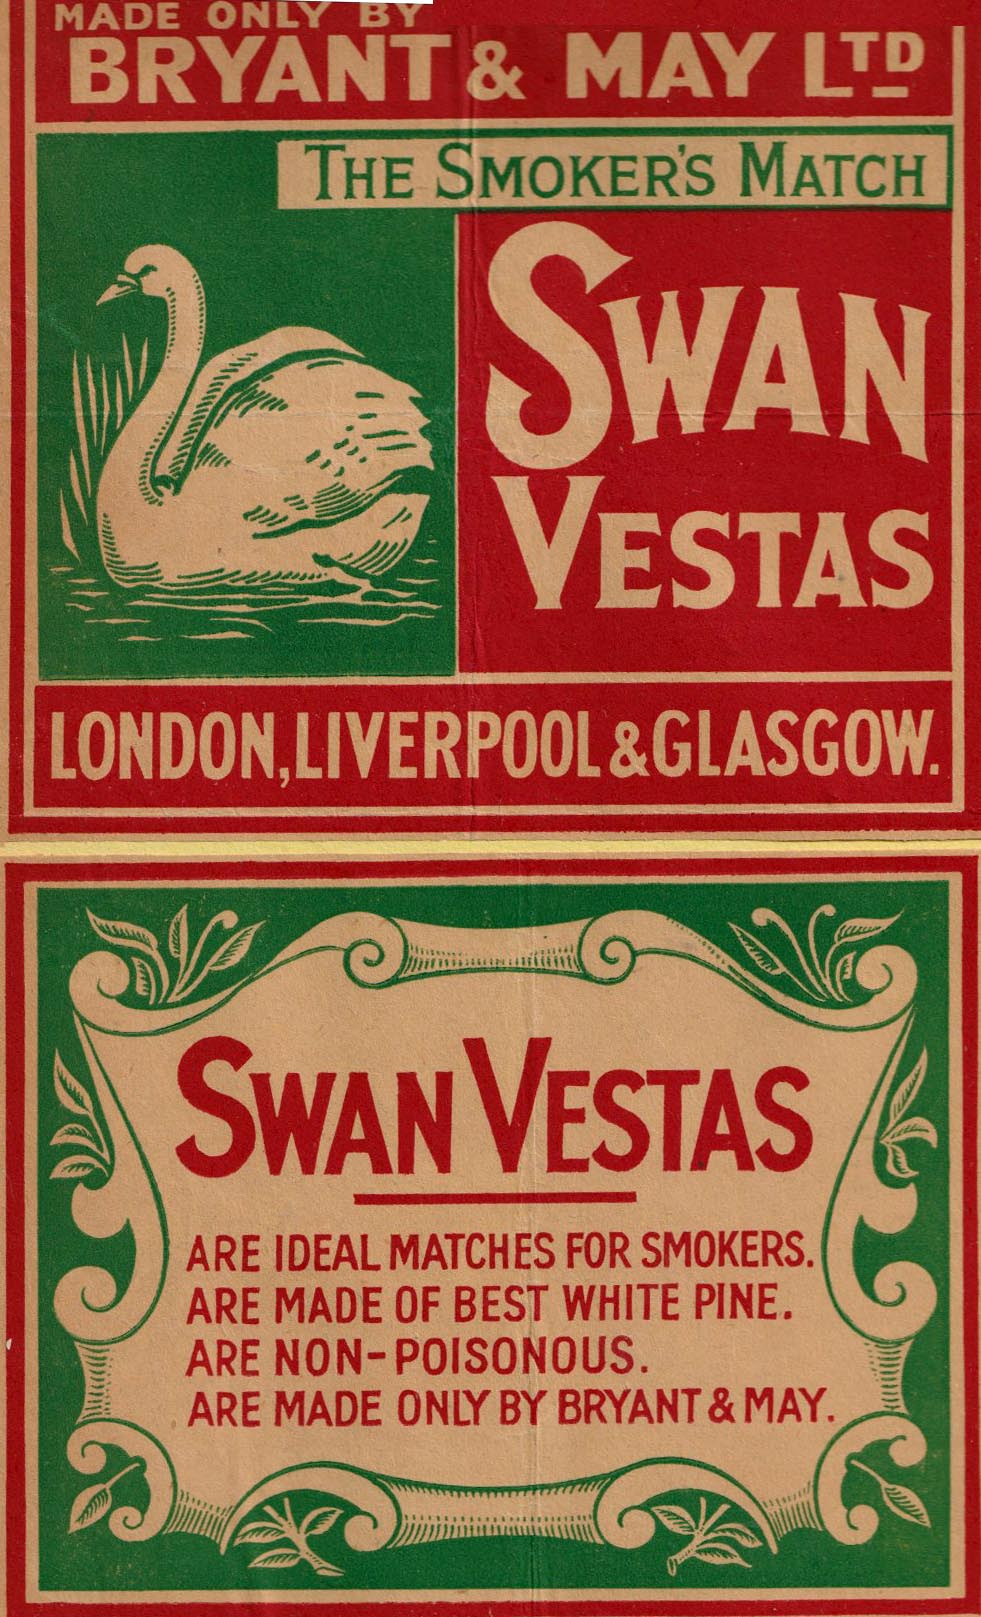 MADE ONLY BY
BRYANT & MAY LTD
THE SMOKER'S MATCH
SWAN
VESTAS
LONDON, LIVERPOOL & GLASGOW.
SWAN VESTAS
ARE IDEAL MATCHES FOR SMOKERS.
ARE MADE OF BEST WHITE PINE.
ARE NON-POISONOUS.
ARE MADE ONLY BY BRYANT & MAY.